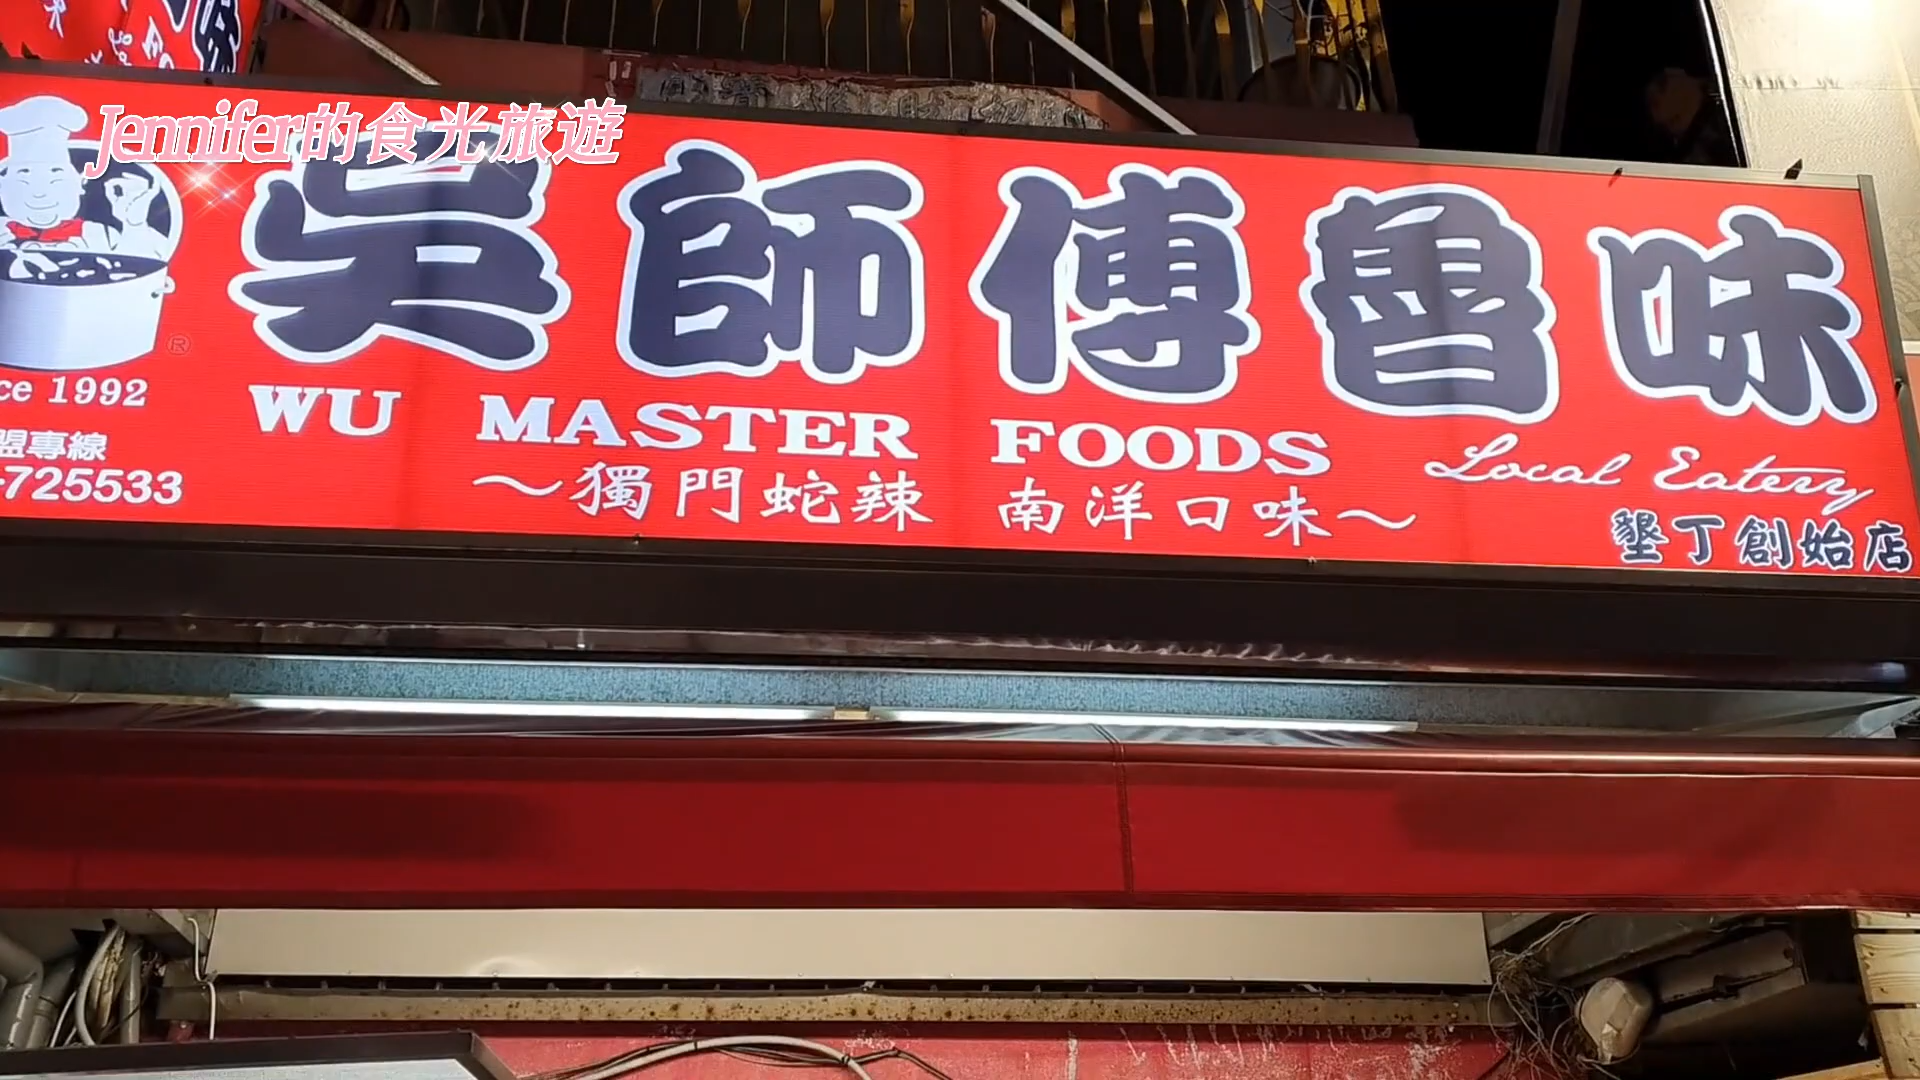 Jennifer的食光旅遊
吳師傅魯味
®
ce 1992
WU MASTER FOODS
Local Eatery
盟專線
-725533
～獨門蛇辣 南洋口味～
墾丁創始店